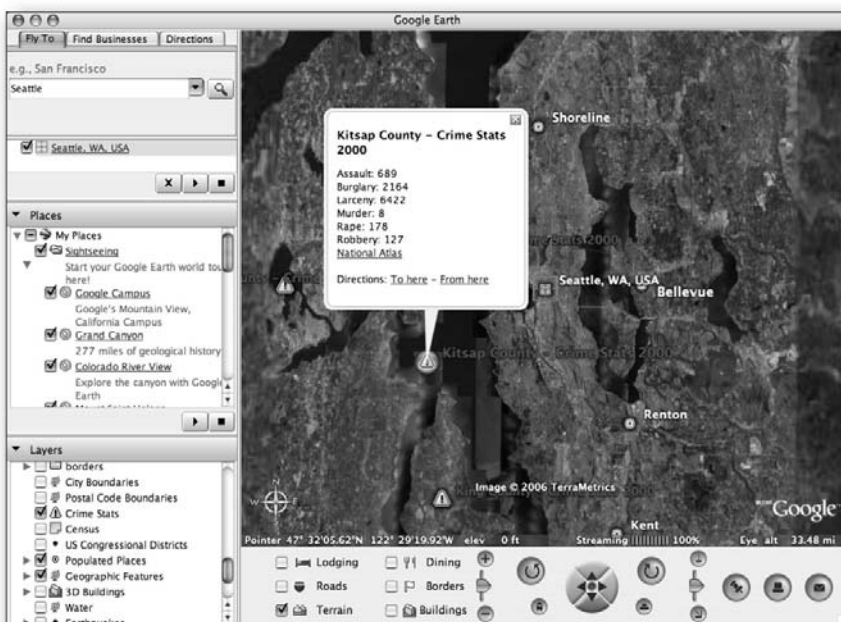 Google Earth
Fly To
Find Businesses
Directions
e.g., San Francisco
Seattle
Seattle, WA, USA
Places
My Places
Sightseeing
Start your Google Earth world tou
here!
Google Campus
Google's Mountain View,
California Campus
Grand Canyon
277 miles of geological history
Colorado River View
Explore the canyon with Google
Earth
Layers
borders
City Boundaries
Postal Code Boundaries
Crime Stats
Census
US Congressional Districts
Populated Places
Geographic Features
3D Buildings
Water
Kitsap County - Crime Stats
2000
Assault: 689
Burglary: 2164
Larceny: 6422
Murder: 8
Rape: 178
Robbery: 127
National Atlas
Directions: To here - From here
Shoreline
Seattle, WA, USA
Bellevue
Kitsap County - Crime Stats 2000
Renton
Image © 2006 TerraMetrics
Google
Kent
W E
Pointer 47° 32'05.62"N 122° 29'19.92"W elev 0 ft
Streaming 100%
Eye alt 33.48 mi
Lodging
Dining
Roads
Borders
Terrain
Buildings